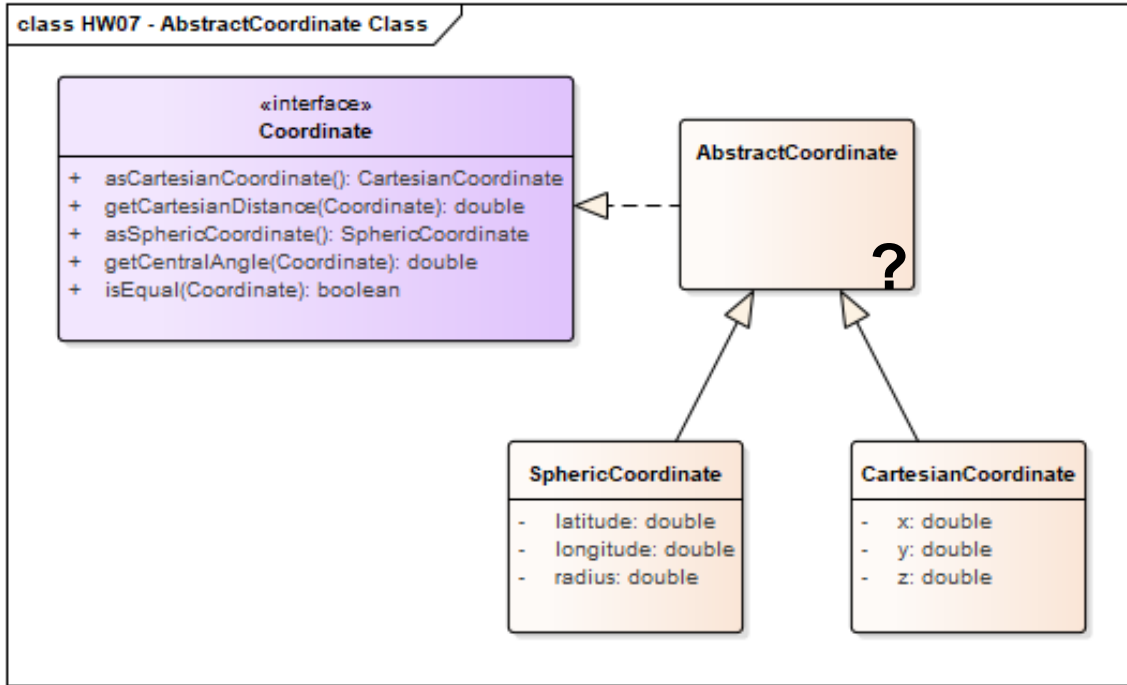 class HW07 - AbstractCoordinate Class
«interface»
Coordinate
+ asCartesianCoordinate(): CartesianCoordinate
+ getCartesianDistance(Coordinate): double
+ asSphericCoordinate(): SphericCoordinate
+ getCentralAngle(Coordinate): double
+ isEqual(Coordinate): boolean
AbstractCoordinate
?
SphericCoordinate
- latitude: double
- longitude: double
- radius: double
CartesianCoordinate
- x: double
- y: double
- z: double